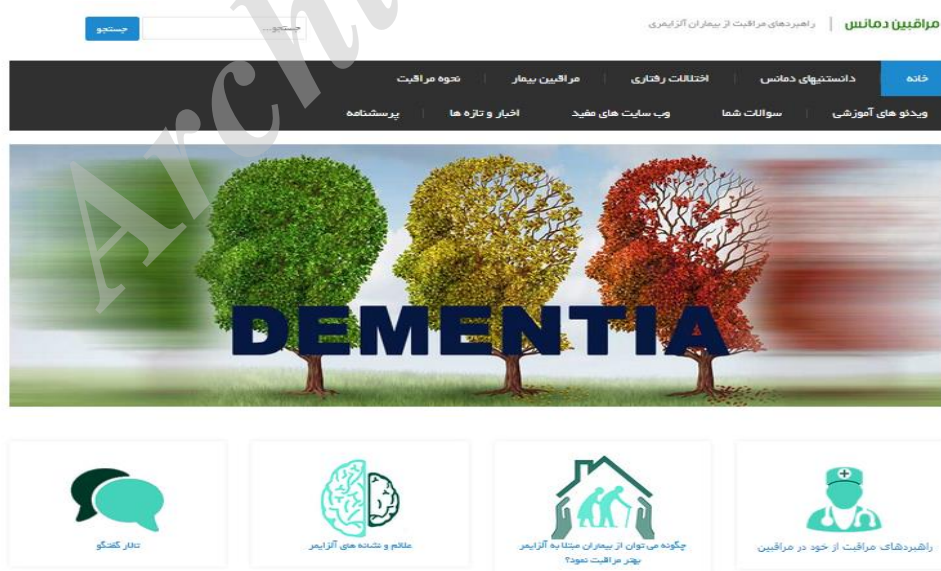 مراقبین دمانس | راهبردهای مراقبت از بیماران آلزایمری
جستجو...
جستجو
خانه | دانستنیهای دمانس | اختلالات رفتاری | مراقبین بیمار | نحوه مراقبت
ویدئو های آموزشی | سوالات شما | وب سایت های مفید | اخبار و تازه ها | پرسشنامه
DEMENTIA
راهبردهای مراقبت از خود در مراقبین
چگونه می توان از بیماران مبتلا به آلزایمر
بهتر مراقبت نمود؟
علائم و نشانه های آلزایمر
تالار گفتگو